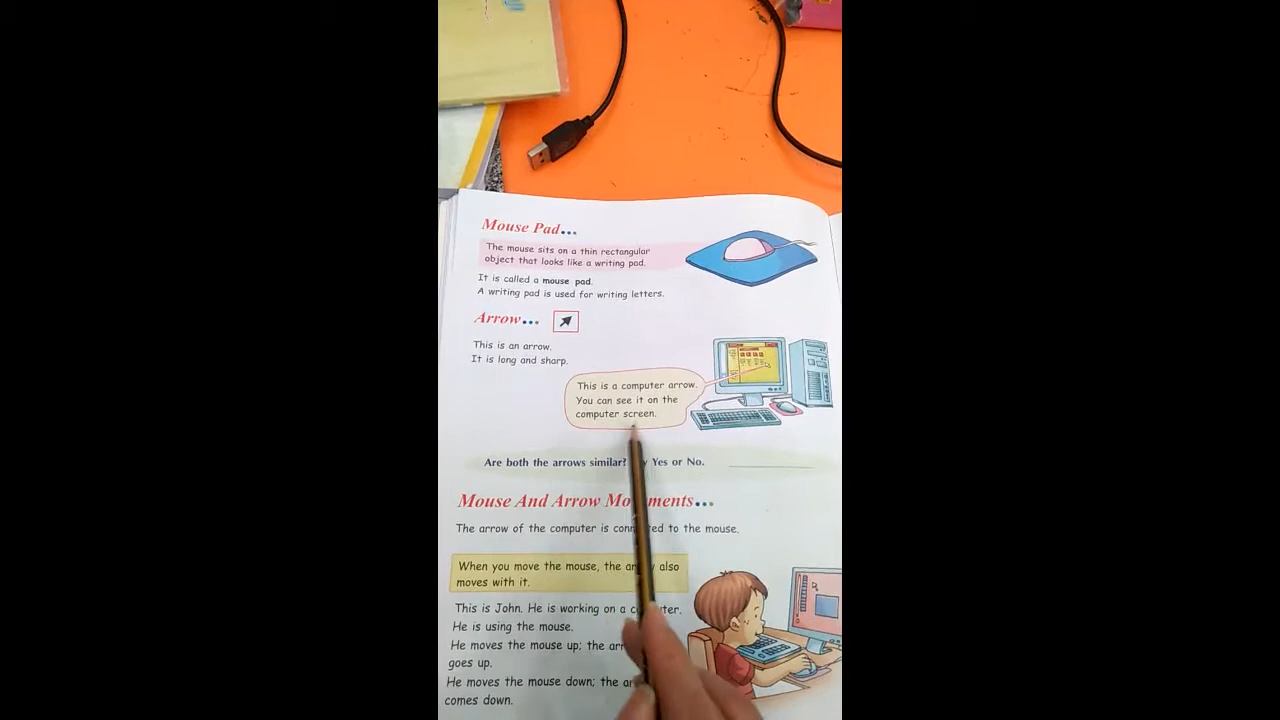 Mouse Pad...
The mouse sits on a thin rectangular
object that looks like a writing pad.
It is called a mouse pad.
A writing pad is used for writing letters.
Arrow...
This is an arrow.
It is long and sharp.
This is a computer arrow.
You can see it on the
computer screen.
Are both the arrows similar? Yes or No.
Mouse And Arrow Movements...
The arrow of the computer is connected to the mouse.
When you move the mouse, the arrow also
moves with it.
This is John. He is working on a computer.
He is using the mouse.
He moves the mouse up; the
goes up.
He moves the mouse down; the
comes down.